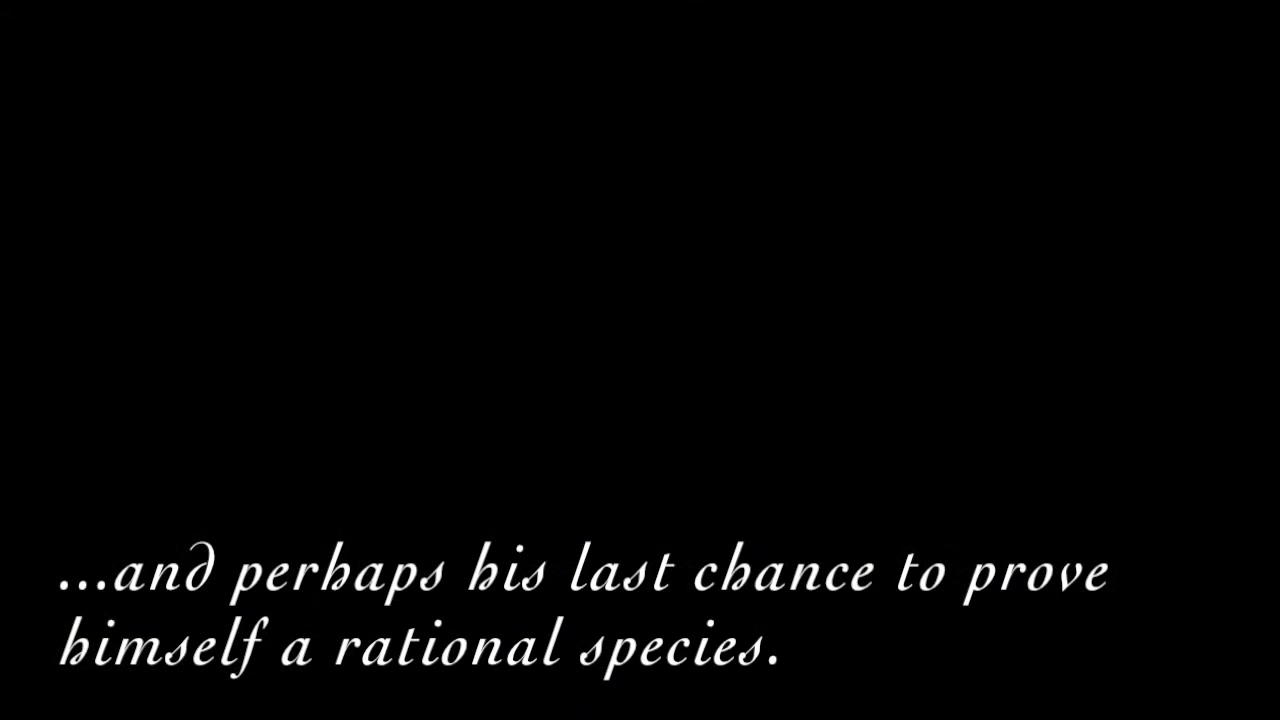 ...and perhaps his last chance to prove
himself a rational species.